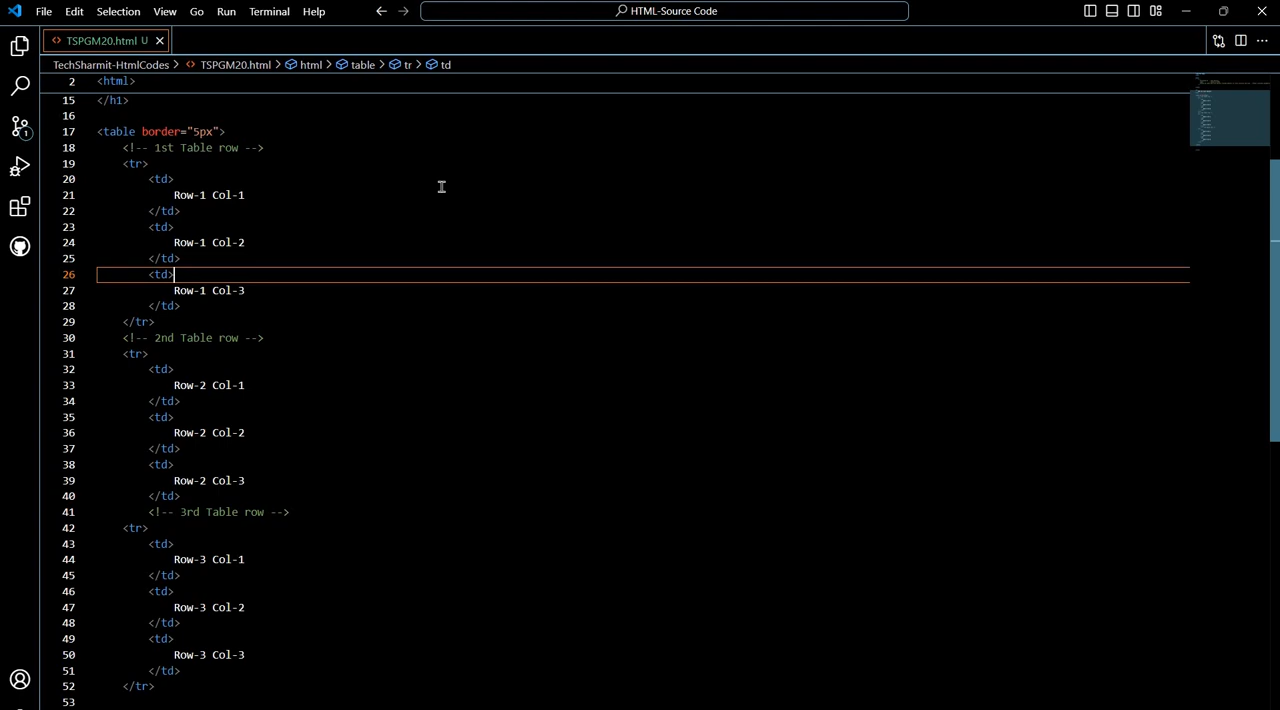 File Edit Selection View Go Run Terminal Help HTML-Source Code
TSPGM20.html U
TechSharmit-HtmlCodes > TSPGM20.html > html > table > tr > td
2 <html>
15 </h1>
16
17 <table border="5px">
18 <!-- 1st Table row -->
19 <tr>
20 <td>
21 Row-1 Col-1
22 </td>
23 <td>
24 Row-1 Col-2
25 </td>
26 <td>
27 Row-1 Col-3
28 </td>
29 </tr>
30 <!-- 2nd Table row -->
31 <tr>
32 <td>
33 Row-2 Col-1
34 </td>
35 <td>
36 Row-2 Col-2
37 </td>
38 <td>
39 Row-2 Col-3
40 </td>
41 <!-- 3rd Table row -->
42 <tr>
43 <td>
44 Row-3 Col-1
45 </td>
46 <td>
47 Row-3 Col-2
48 </td>
49 <td>
50 Row-3 Col-3
51 </td>
52 </tr>
53
1